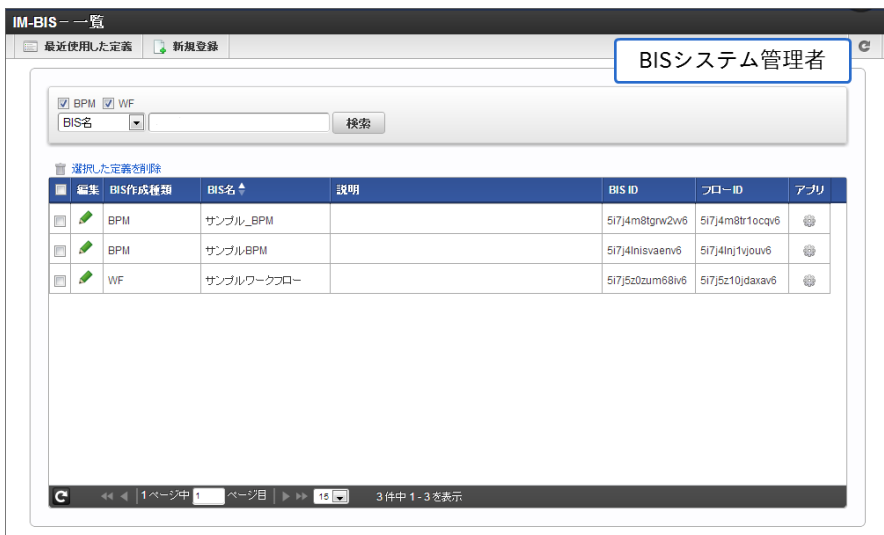 IM-BIS－一覧
最近使用した定義 新規登録
BISシステム管理者
BPM WF
BIS名 検索
選択した定義を削除
編集 BIS作成種類 BIS名 説明 BIS ID フローID アプリ
BPM サンプル_BPM 5i7j4m8tgrw2vv6 5i7j4m8tr1ocqv6
BPM サンプルBPM 5i7j4lnisvaenv6 5i7j4lnj1vjouv6
WF サンプルワークフロー 5i7j5z0zum68iv6 5i7j5z10jdaxav6
1ページ中 1 ページ目 15 3件中 1 - 3 を表示